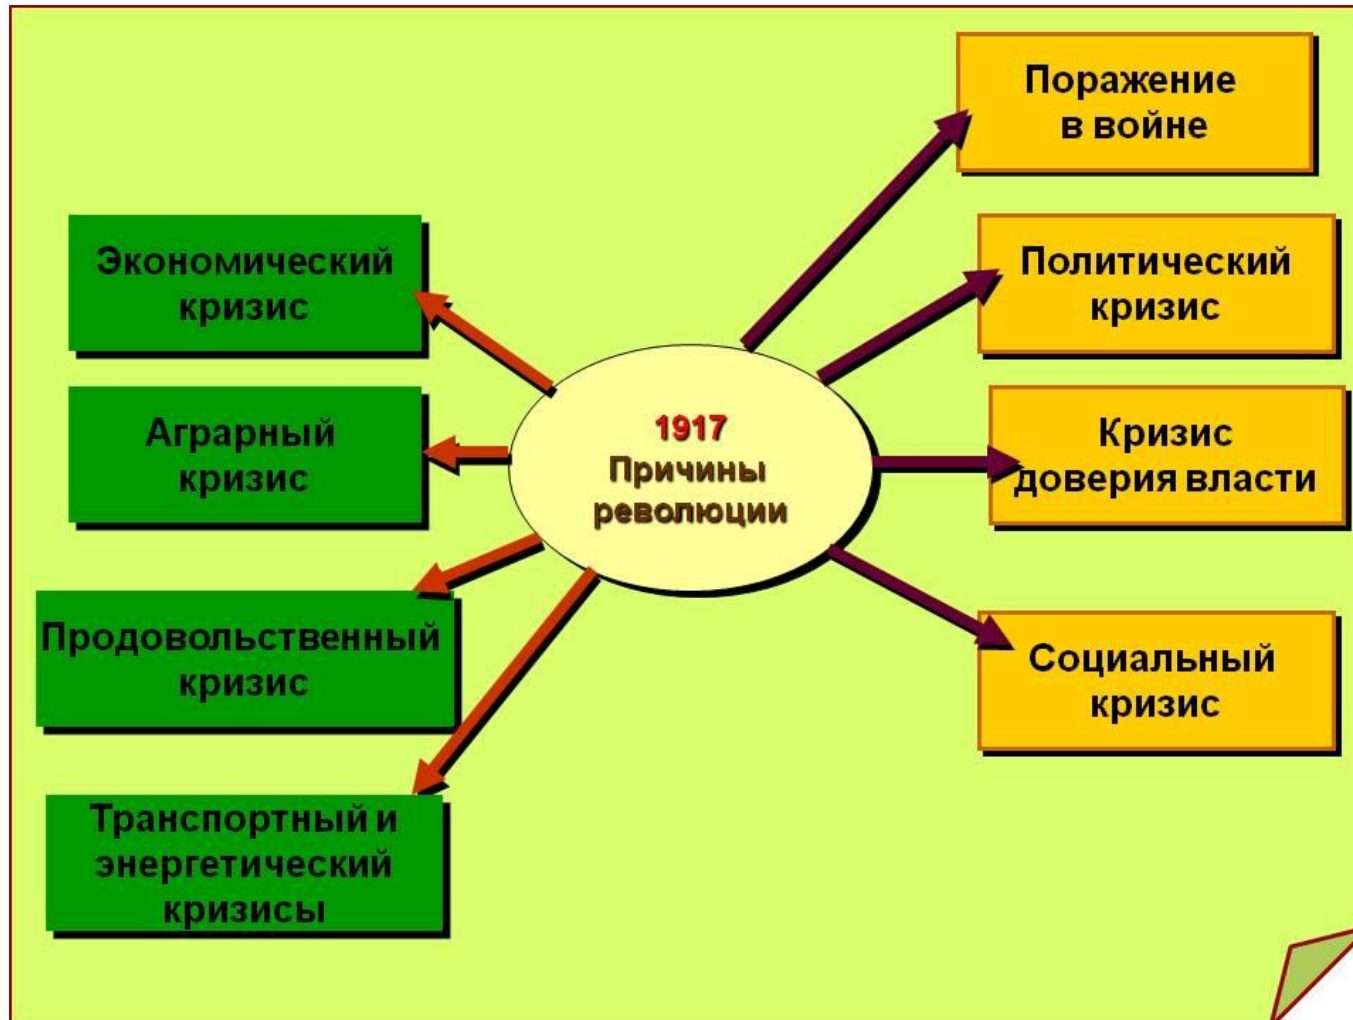 Поражение
в войне
Экономический
кризис
Политический
кризис
Аграрный
кризис
1917
Причины
революции
Кризис
доверия власти
Продовольственный
кризис
Социальный
кризис
Транспортный и
энергетический
кризисы